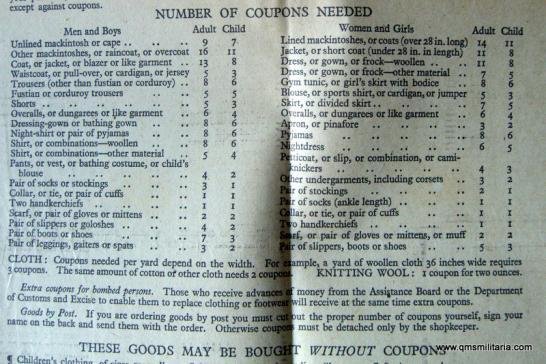 except against coupons.
NUMBER OF COUPONS NEEDED
Men and Boys Adult Child
Unlined mackintosh or cape .. .. 9 7
Other mackintoshes, or raincoat, or overcoat 16 11
Coat, or jacket, or blazer or like garment .. 13 8
Waistcoat, or pull-over, or cardigan, or jersey 5 3
Trousers (other than fustian or corduroy) .. 8 6
Fustian or corduroy trousers .. .. 5 5
Shorts .. .. .. .. .. 5 3
Overalls, or dungarees or like garment .. 6 4
Dressing-gown or bathing gown .. .. 8 6
Night-shirt or pair of pyjamas .. .. 8 6
Shirt, or combinations—woollen .. .. 8 6
Shirt, or combinations—other material .. 5 4
Pants, or vest, or bathing costume, or child's
blouse .. .. .. .. .. 4 2
Pair of socks or stockings .. .. .. 3 1
Collar, or tie, or pair of cuffs .. .. 1 1
Two handkerchiefs .. .. .. 1 1
Scarf, or pair of gloves or mittens .. .. 2 2
Pair of slippers or goloshes .. .. 4 2
Pair of boots or shoes .. .. .. 7 3
Pair of leggings, gaiters or spats .. .. 3 2
Women and Girls Adult Child
Lined mackintoshes, or coats (over 28 in. long) 14 11
Jacket, or short coat (under 28 in. in length) 11 8
Dress, or gown, or frock—woollen .. .. 11 8
Dress, or gown, or frock—other material .. 7 5
Gym tunic, or girl's skirt with bodice .. 8 6
Blouse, or sports shirt, or cardigan, or jumper 5 3
Skirt, or divided skirt .. .. .. 7 5
Overalls, or dungarees or like garment .. 6 4
Apron, or pinafore .. .. .. 3 2
Pyjamas .. .. .. .. 8 6
Nightdress .. .. .. .. 6 5
Petticoat, or slip, or combination, or cami-
knickers .. .. .. .. 4 3
Other undergarments, including corsets .. 3 2
Pair of stockings .. .. .. 2 1
Pair of socks (ankle length) .. .. 1 1
Collar, or tie, or pair of cuffs .. .. 1 1
Two handkerchiefs .. .. .. 1 1
Scarf, or pair of gloves or mittens, or muff 2 2
Pair of slippers, boots or shoes .. .. 5 3
CLOTH: Coupons needed per yard depend on the width. For example, a yard of woollen cloth 36 inches wide requires
3 coupons. The same amount of cotton or other cloth needs 2 coupons. KNITTING WOOL: 1 coupon for two ounces.
Extra coupons for bombed persons. Those who receive advances of money from the Assistance Board or the Department
of Customs and Excise to enable them to replace clothing or footwear will receive at the same time extra coupons.
Goods by Post. If you are ordering goods by post you must cut out the proper number of coupons yourself, sign your
name on the back and send them with the order. Otherwise coupons must be detached only by the shopkeeper.
THESE GOODS MAY BE BOUGHT WITHOUT COUPONS
www.qmsmilitaria.com
¶ Children's clothing of